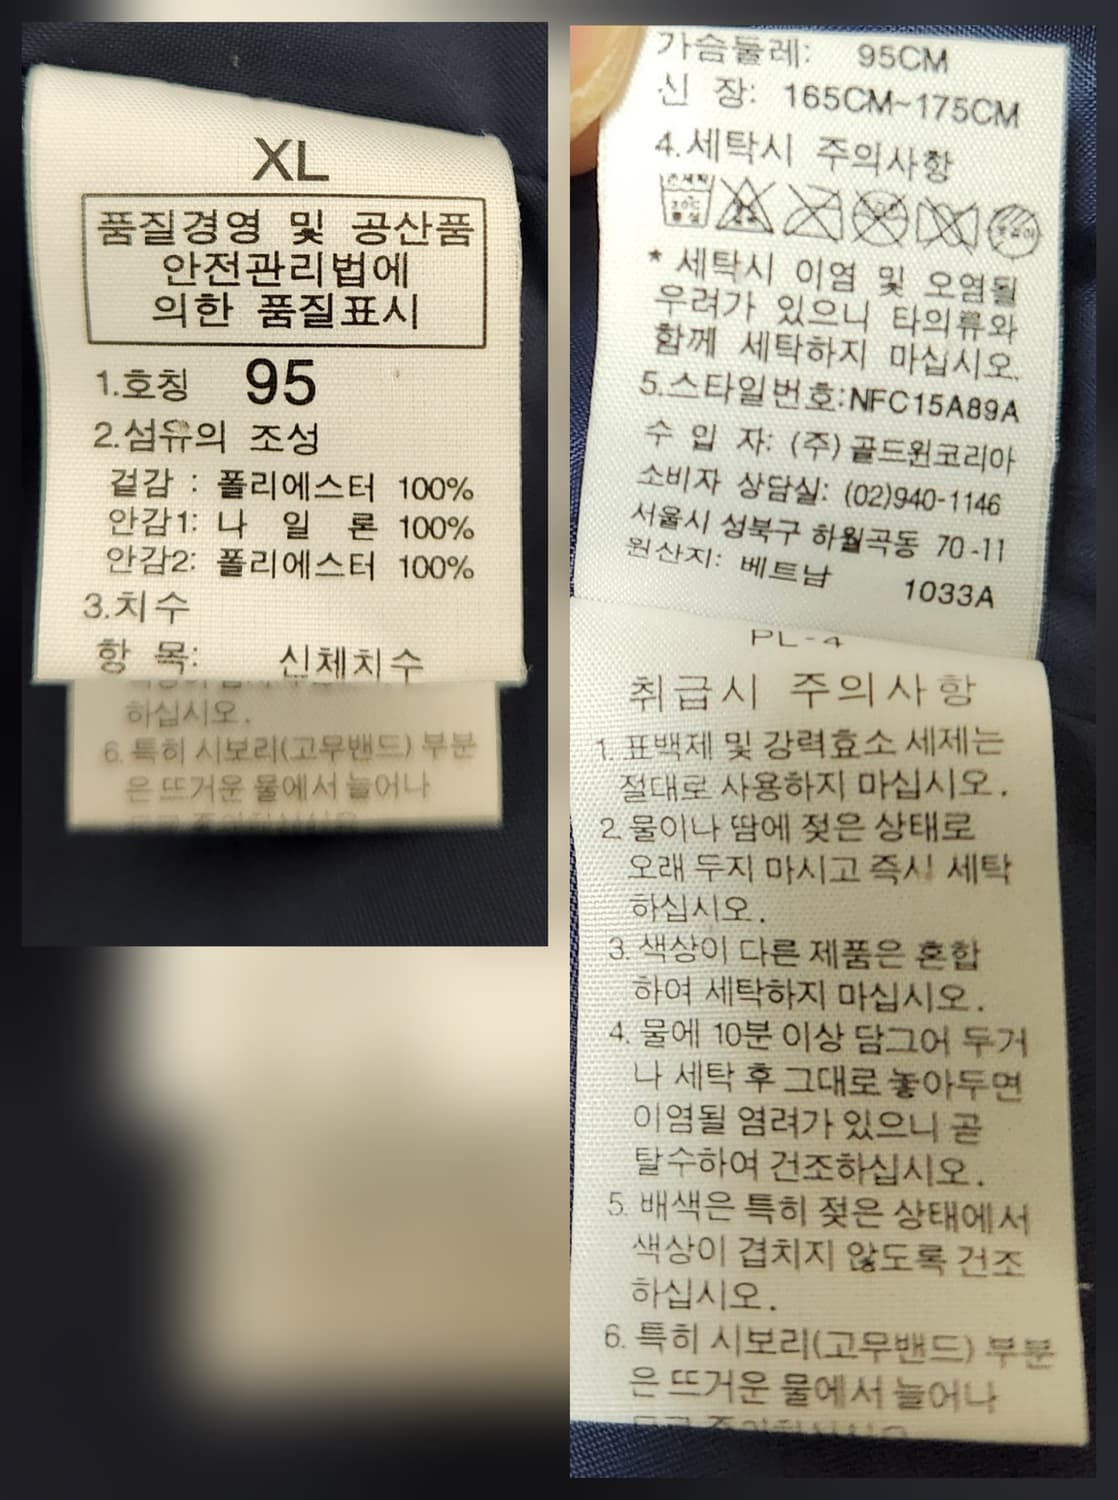 XL
품질경영 및 공산품
안전관리법에
의한 품질표시
1.호칭 95
2.섬유의 조성
겉감 : 폴리에스터 100%
안감1: 나 일 론 100%
안감2: 폴리에스터 100%
3.치수
항 목: 신체치수
하십시오.
6. 특히 시보리(고무밴드) 부분
은 뜨거운 물에서 늘어나
가슴둘레: 95CM
신 장: 165CM~175CM
4.세탁시 주의사항
* 세탁시 이염 및 오염될
우려가 있으니 타의류와
함께 세탁하지 마십시오.
5.스타일번호:NFC15A89A
수 입 자: (주)골드윈코리아
소비자 상담실: (02)940-1146
서울시 성북구 하월곡동 70-11
원산지: 베트남 1033A
PL-4
취급시 주의사항
1. 표백제 및 강력효소 세제는
절대로 사용하지 마십시오.
2. 물이나 땀에 젖은 상태로
오래 두지 마시고 즉시 세탁
하십시오.
3. 색상이 다른 제품은 혼합
하여 세탁하지 마십시오.
4. 물에 10분 이상 담그어 두거
나 세탁 후 그대로 놓아두면
이염될 염려가 있으니 곧
탈수하여 건조하십시오.
5. 배색은 특히 젖은 상태에서
색상이 겹치지 않도록 건조
하십시오.
6. 특히 시보리(고무밴드) 부분
은 뜨거운 물에서 늘어나